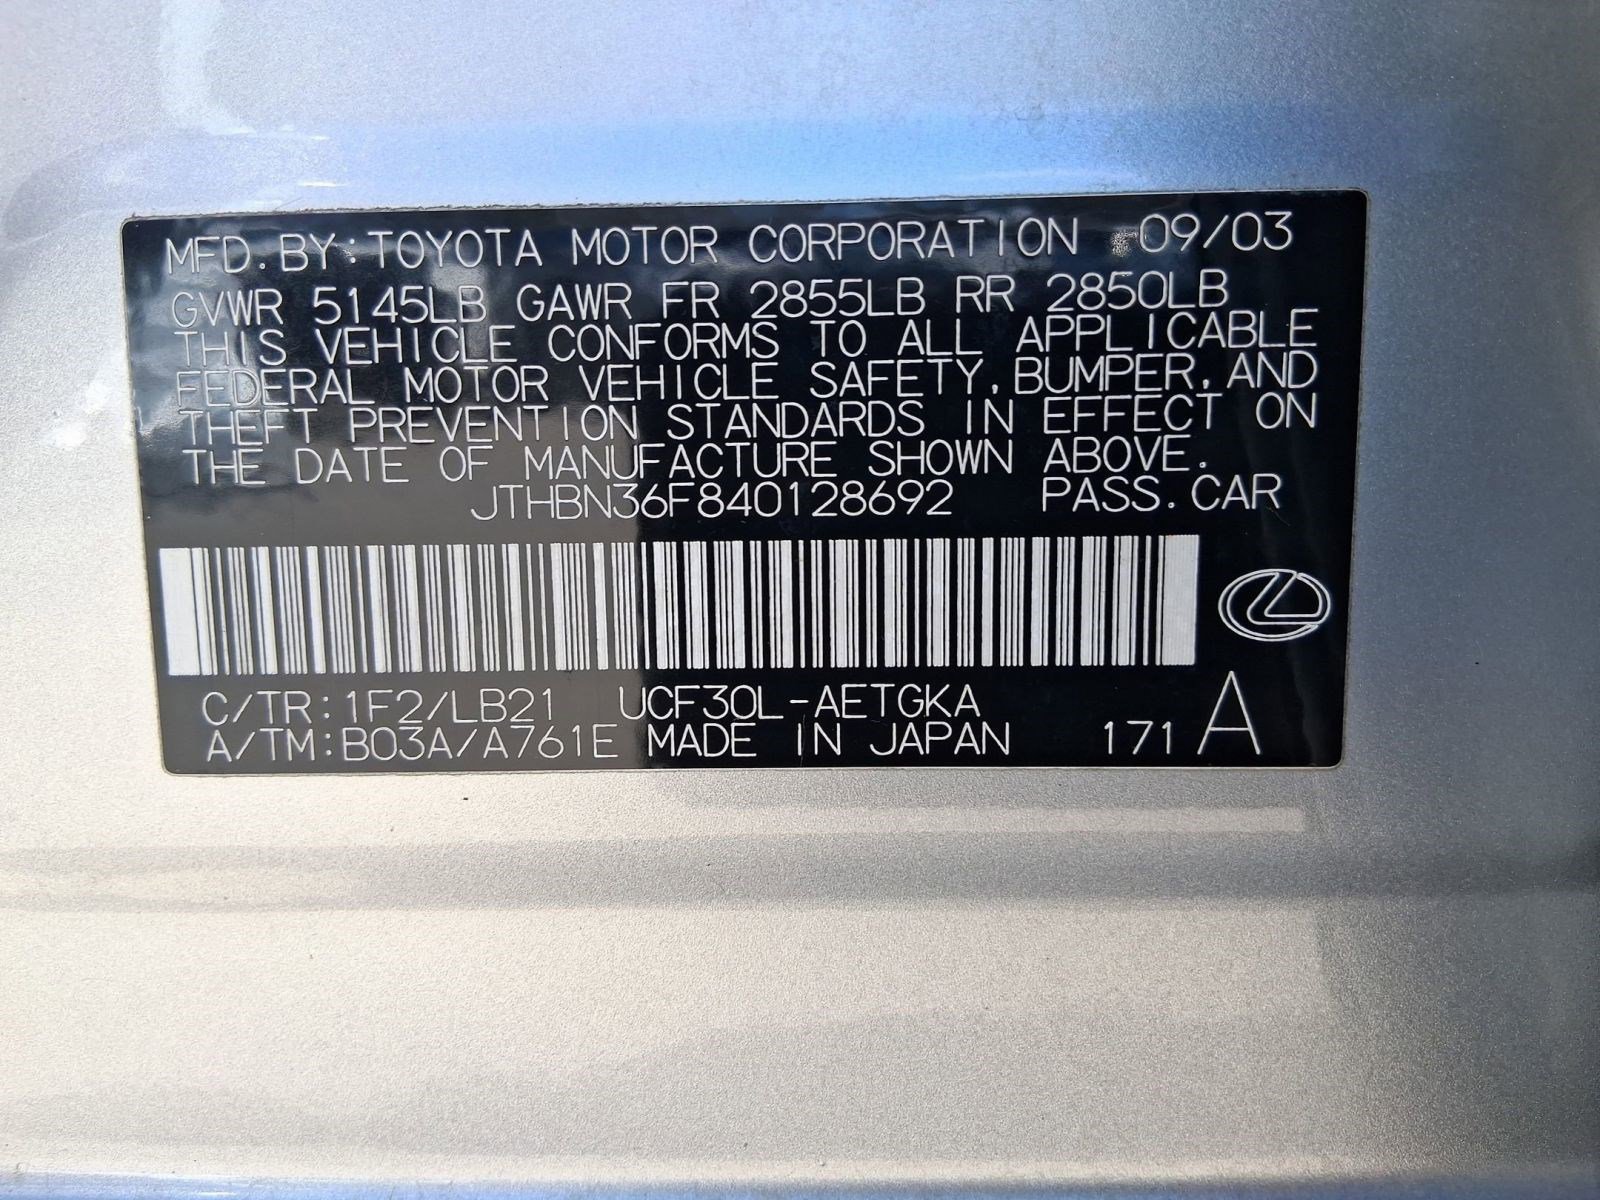 MFD. BY: TOYOTA MOTOR CORPORATION 09/03
GVWR 5145LB GAWR FR 2855LB RR 2850LB
THIS VEHICLE CONFORMS TO ALL APPLICABLE
FEDERAL MOTOR VEHICLE SAFETY, BUMPER, AND
THEFT PREVENTION STANDARDS IN EFFECT ON
THE DATE OF MANUFACTURE SHOWN ABOVE.
JTHBN36F840128692 PASS. CAR
C/TR: 1F2/LB21 UCF30L-AETGKA
A/TM: B03A/A761E MADE IN JAPAN 171 A